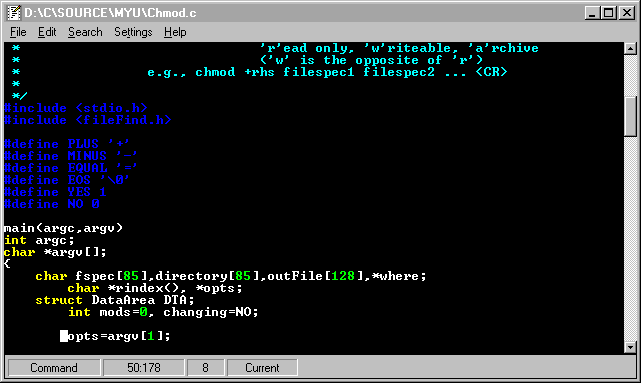 D:\C\SOURCE\MYU\Chmod.c
File Edit Search Settings Help
* 'r'ead only, 'w'riteable, 'a'rchive
* ('w' is the opposite of 'r')
* e.g., chmod +rhs filespec1 filespec2 ... <CR>
*
*/
#include <stdio.h>
#include <fileFind.h>
#define PLUS '+'
#define MINUS '-'
#define EQUAL '='
#define EOS '\0'
#define YES 1
#define NO 0
main(argc,argv)
int argc;
char *argv[];
{
char fspec[85],directory[85],outFile[128],*where;
char *rindex(), *opts;
struct DataArea DTA;
int mods=0, changing=NO;
opts=argv[1];
Command 50:178 8 Current